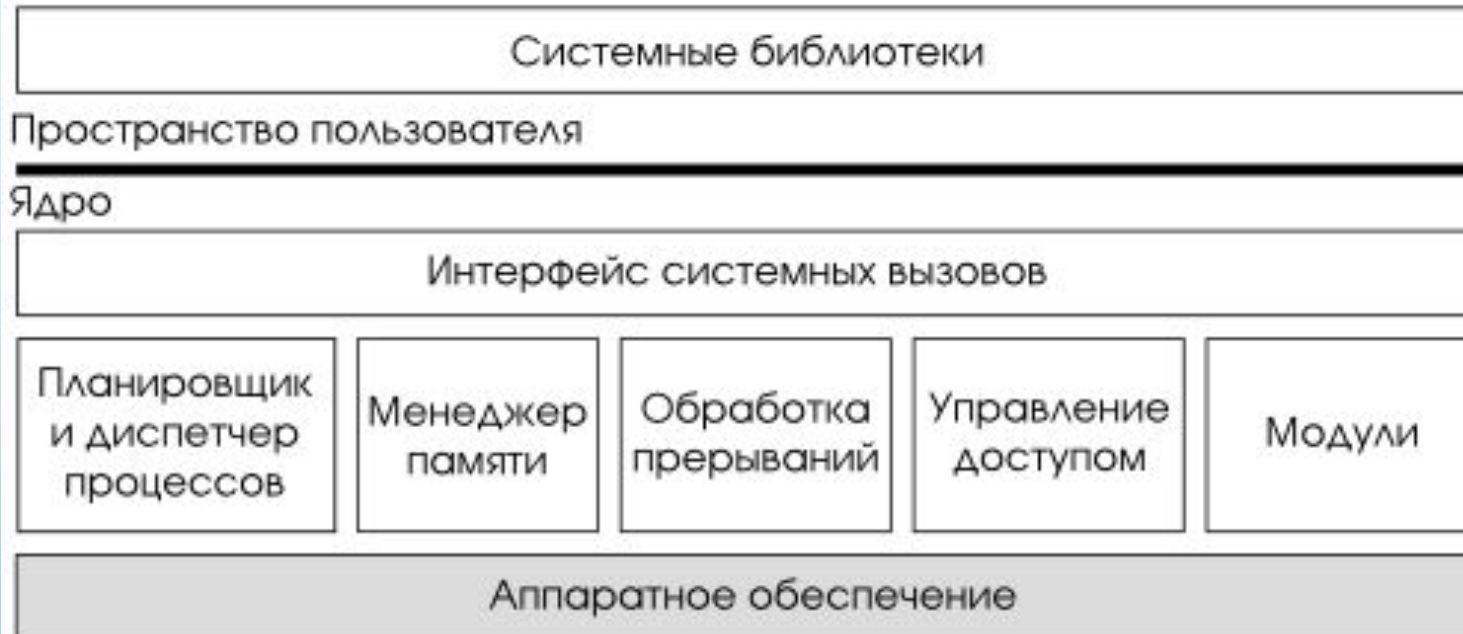 Системные библиотеки
Пространство пользователя
Ядро
Интерфейс системных вызовов
Планировщик
и диспетчер
процессов
Менеджер
памяти
Обработка
прерываний
Управление
доступом
Модули
Аппаратное обеспечение